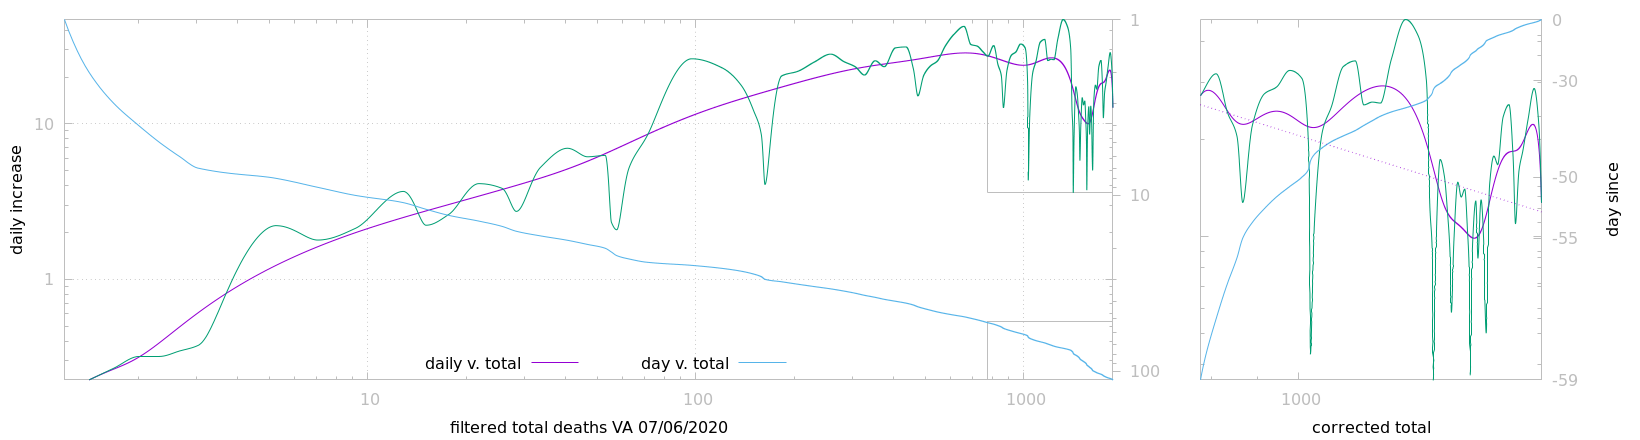 daily increase
10
1
daily v. total
day v. total
10
100
1000
1
10
100
filtered total deaths VA 07/06/2020
0
-30
-50
-55
-59
day since
1000
corrected total